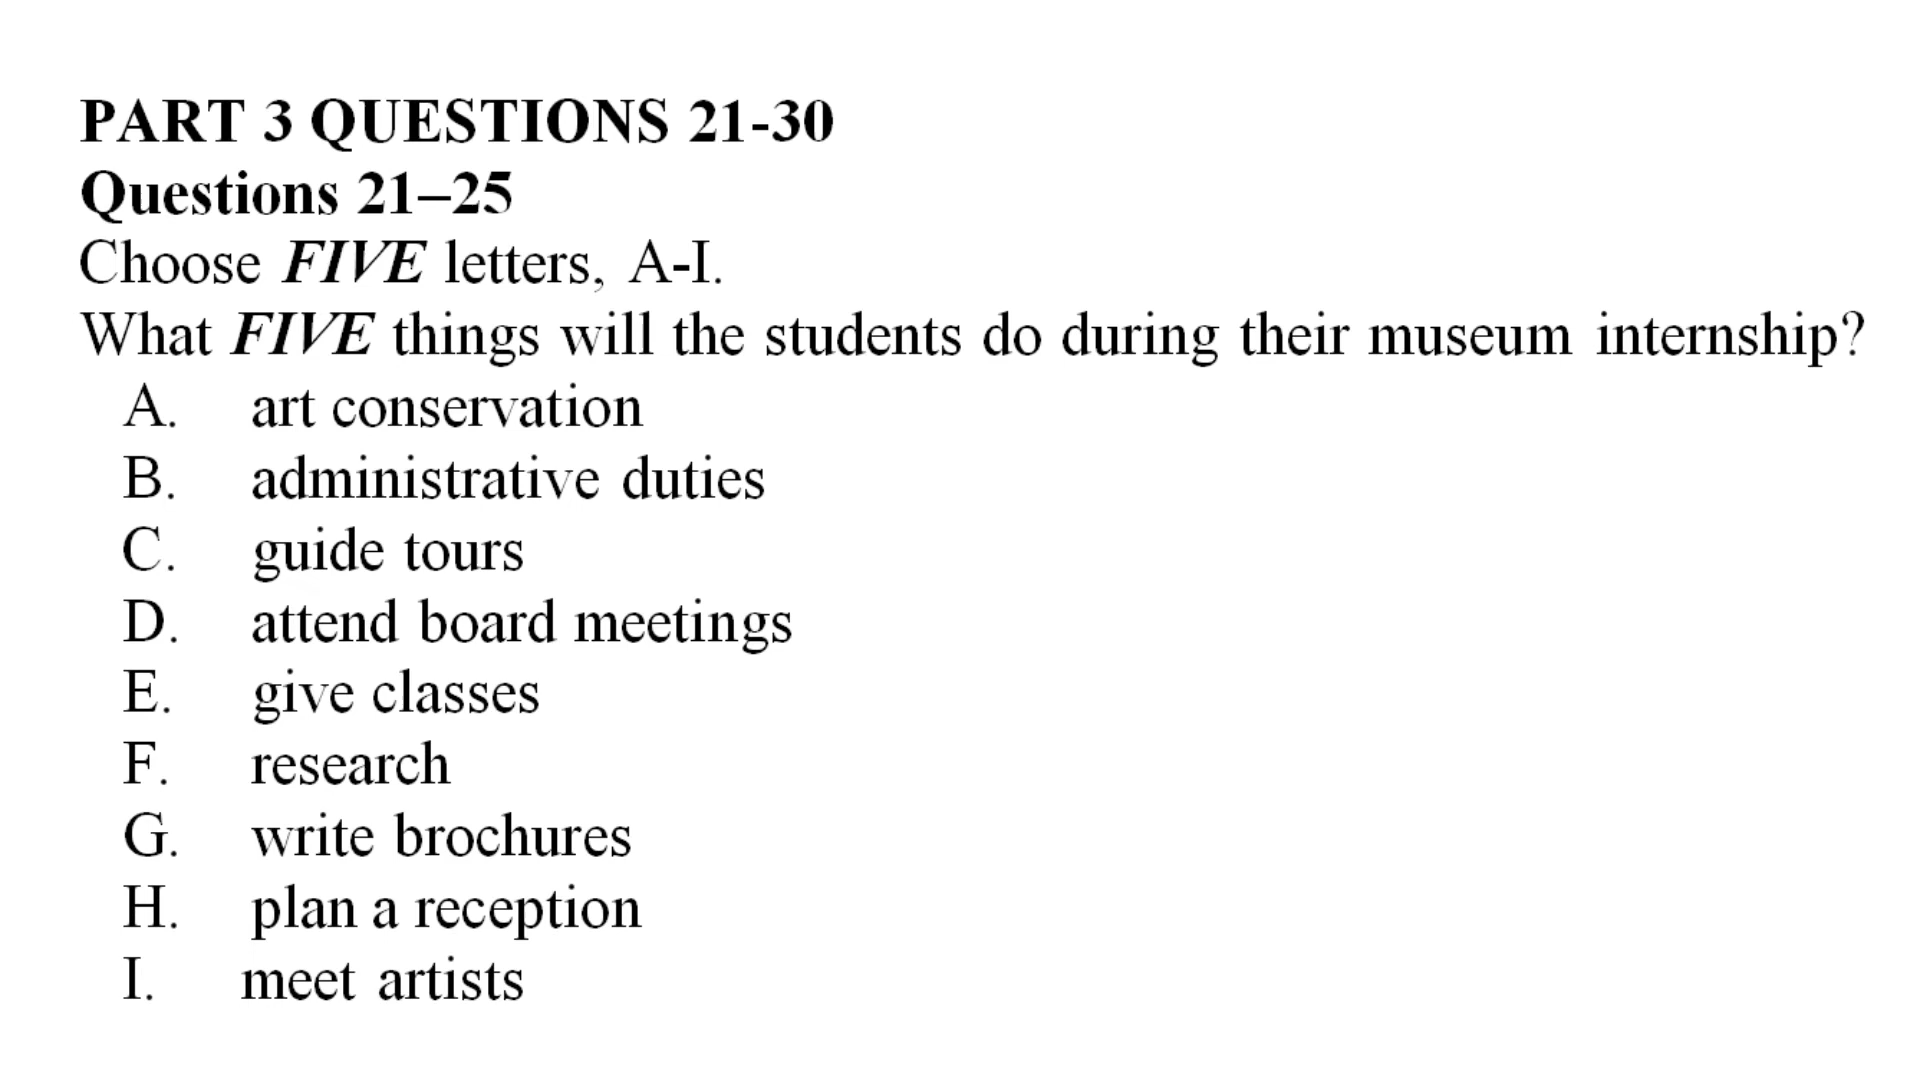 PART 3 QUESTIONS 21-30
Questions 21–25
Choose FIVE letters, A-I.
What FIVE things will the students do during their museum internship?
A. art conservation
B. administrative duties
C. guide tours
D. attend board meetings
E. give classes
F. research
G. write brochures
H. plan a reception
I. meet artists